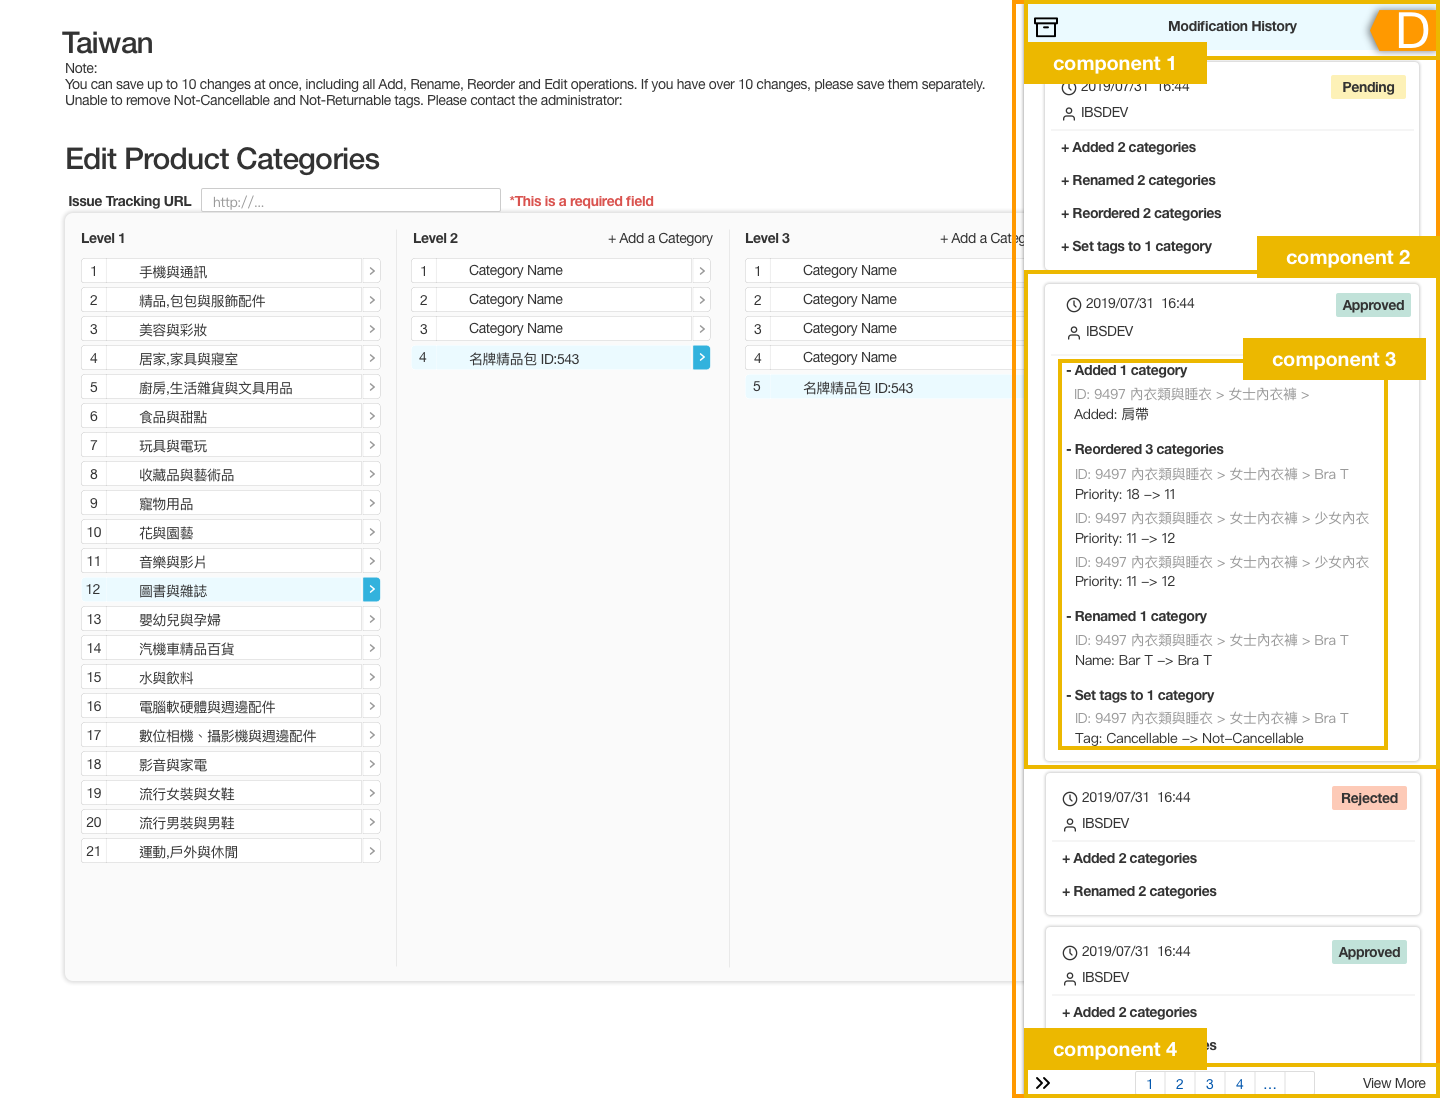 Taiwan
Note:
You can save up to 10 changes at once, including all Add, Rename, Reorder and Edit operations. If you have over 10 changes, please save them separately.
Unable to remove Not-Cancellable and Not-Returnable tags. Please contact the administrator:
Edit Product Categories
Issue Tracking URL http://... *This is a required field
Level 1
1 手機與通訊
2 精品,包包與服飾配件
3 美容與彩妝
4 居家,家具與寢室
5 廚房,生活雜貨與文具用品
6 食品與甜點
7 玩具與電玩
8 收藏品與藝術品
9 寵物用品
10 花與園藝
11 音樂與影片
12 圖書與雜誌
13 嬰幼兒與孕婦
14 汽機車精品百貨
15 水與飲料
16 電腦軟硬體與週邊配件
17 數位相機、攝影機與週邊配件
18 影音與家電
19 流行女裝與女鞋
20 流行男裝與男鞋
21 運動,戶外與休閒
Level 2 + Add a Category
1 Category Name
2 Category Name
3 Category Name
4 名牌精品包 ID:543
Level 3 + Add a Categ
1 Category Name
2 Category Name
3 Category Name
4 Category Name
5 名牌精品包 ID:543
Modification History D
component 1
2019/07/31 16:44 Pending
IBSDEV
+ Added 2 categories
+ Renamed 2 categories
+ Reordered 2 categories
+ Set tags to 1 category
component 2
2019/07/31 16:44 Approved
IBSDEV
component 3
- Added 1 category
ID: 9497 內衣類與睡衣 > 女士內衣褲 >
Added: 肩帶
- Reordered 3 categories
ID: 9497 內衣類與睡衣 > 女士內衣褲 > Bra T
Priority: 18 -> 11
ID: 9497 內衣類與睡衣 > 女士內衣褲 > 少女內衣
Priority: 11 -> 12
ID: 9497 內衣類與睡衣 > 女士內衣褲 > 少女內衣
Priority: 11 -> 12
- Renamed 1 category
ID: 9497 內衣類與睡衣 > 女士內衣褲 > Bra T
Name: Bar T -> Bra T
- Set tags to 1 category
ID: 9497 內衣類與睡衣 > 女士內衣褲 > Bra T
Tag: Cancellable -> Not-Cancellable
2019/07/31 16:44 Rejected
IBSDEV
+ Added 2 categories
+ Renamed 2 categories
2019/07/31 16:44 Approved
IBSDEV
+ Added 2 categories
component 4 es
1 2 3 4 ... View More